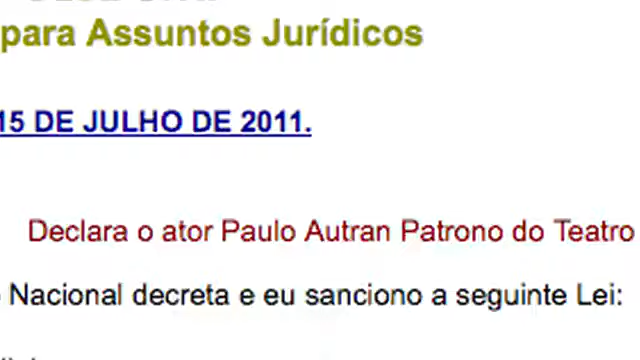 para Assuntos Jurídicos
15 DE JULHO DE 2011.
Declara o ator Paulo Autran Patrono do Teatro
Nacional decreta e eu sanciono a seguinte Lei: